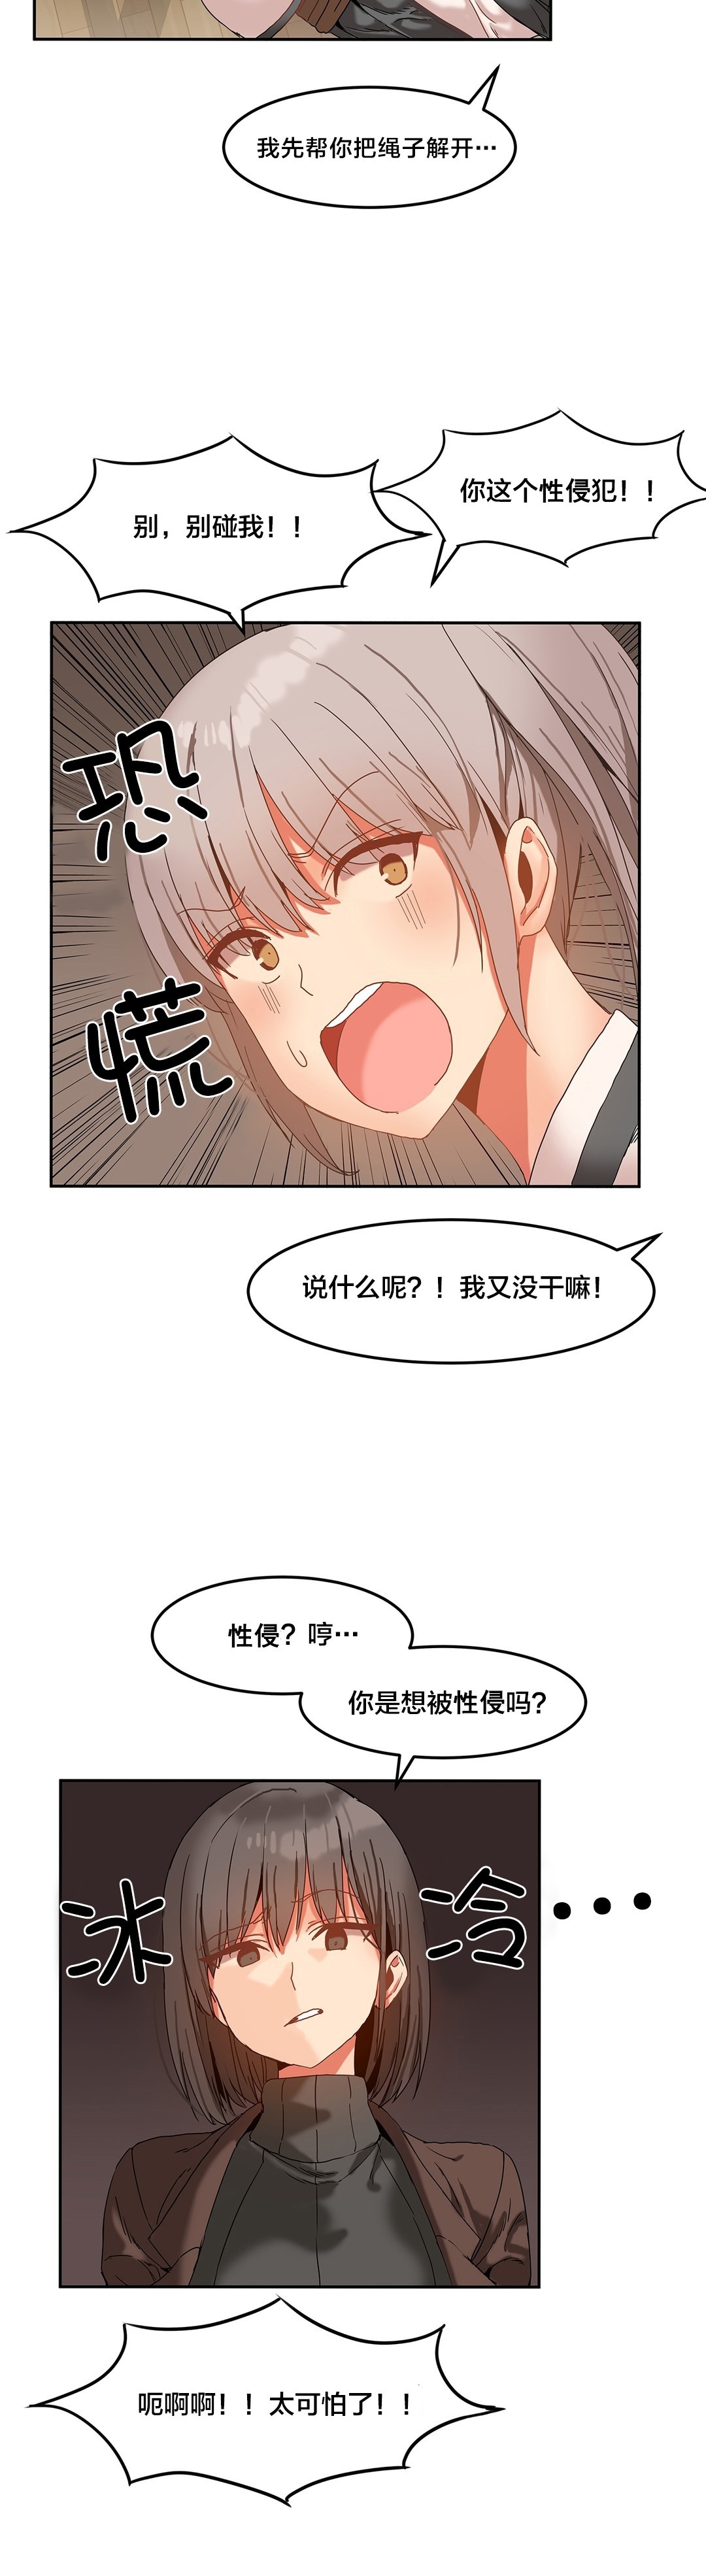 我先帮你把绳子解开…
你这个性侵犯！！
别，别碰我！！
恐
慌
说什么呢？！我又没干嘛！
性侵？哼…
你是想被性侵吗？
冰冷…
呃啊啊！！太可怕了！！